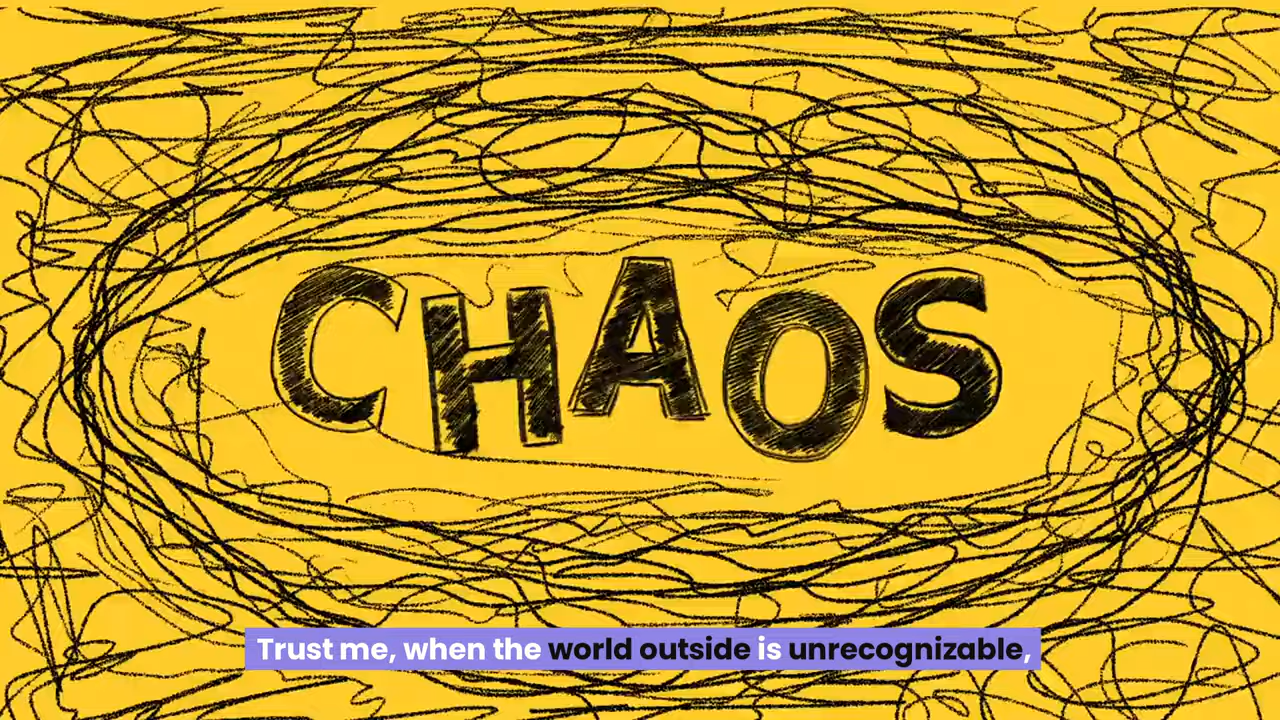 CHAOS
Trust me, when the world outside is unrecognizable,